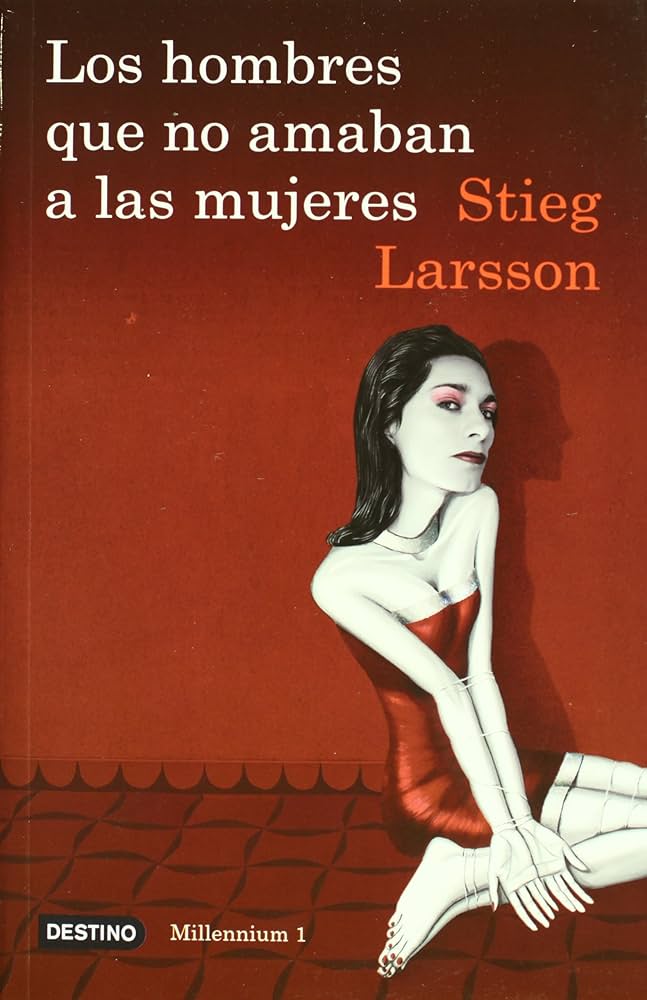 Los hombres
que no amaban
a las mujeres
Stieg
Larsson
DESTINO
Millennium 1